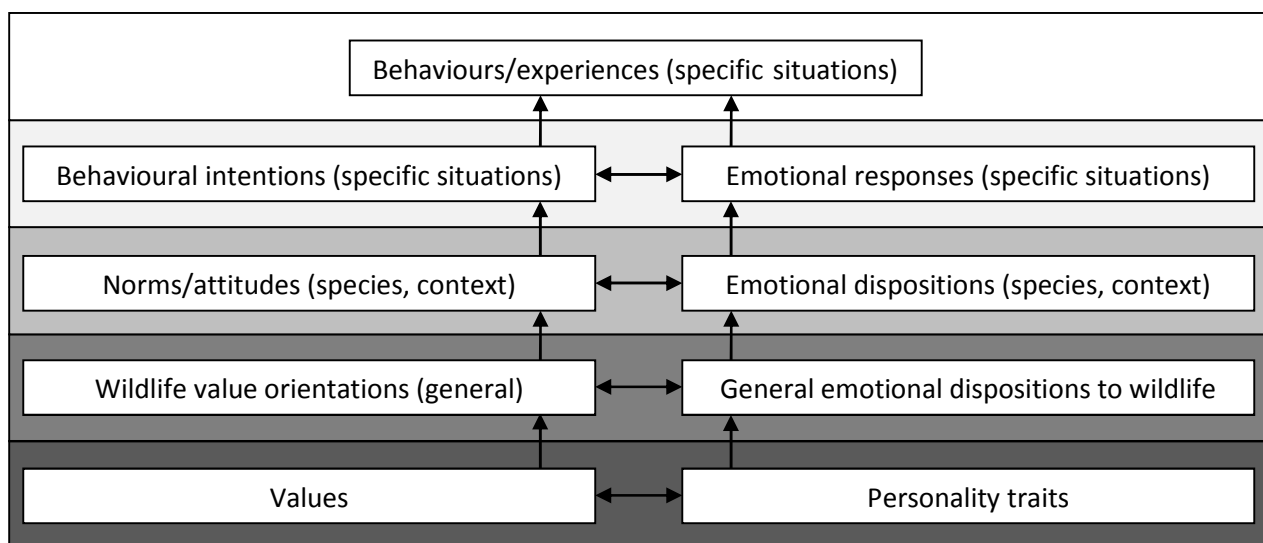 Behaviours/experiences (specific situations)
Behavioural intentions (specific situations)
Emotional responses (specific situations)
Norms/attitudes (species, context)
Emotional dispositions (species, context)
Wildlife value orientations (general)
General emotional dispositions to wildlife
Values
Personality traits